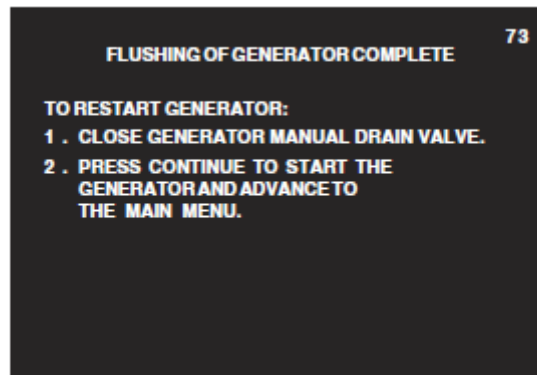 73
FLUSHING OF GENERATOR COMPLETE
TO RESTART GENERATOR:
1 . CLOSE GENERATOR MANUAL DRAIN VALVE.
2 . PRESS CONTINUE TO START THE
GENERATOR AND ADVANCE TO
THE MAIN MENU.